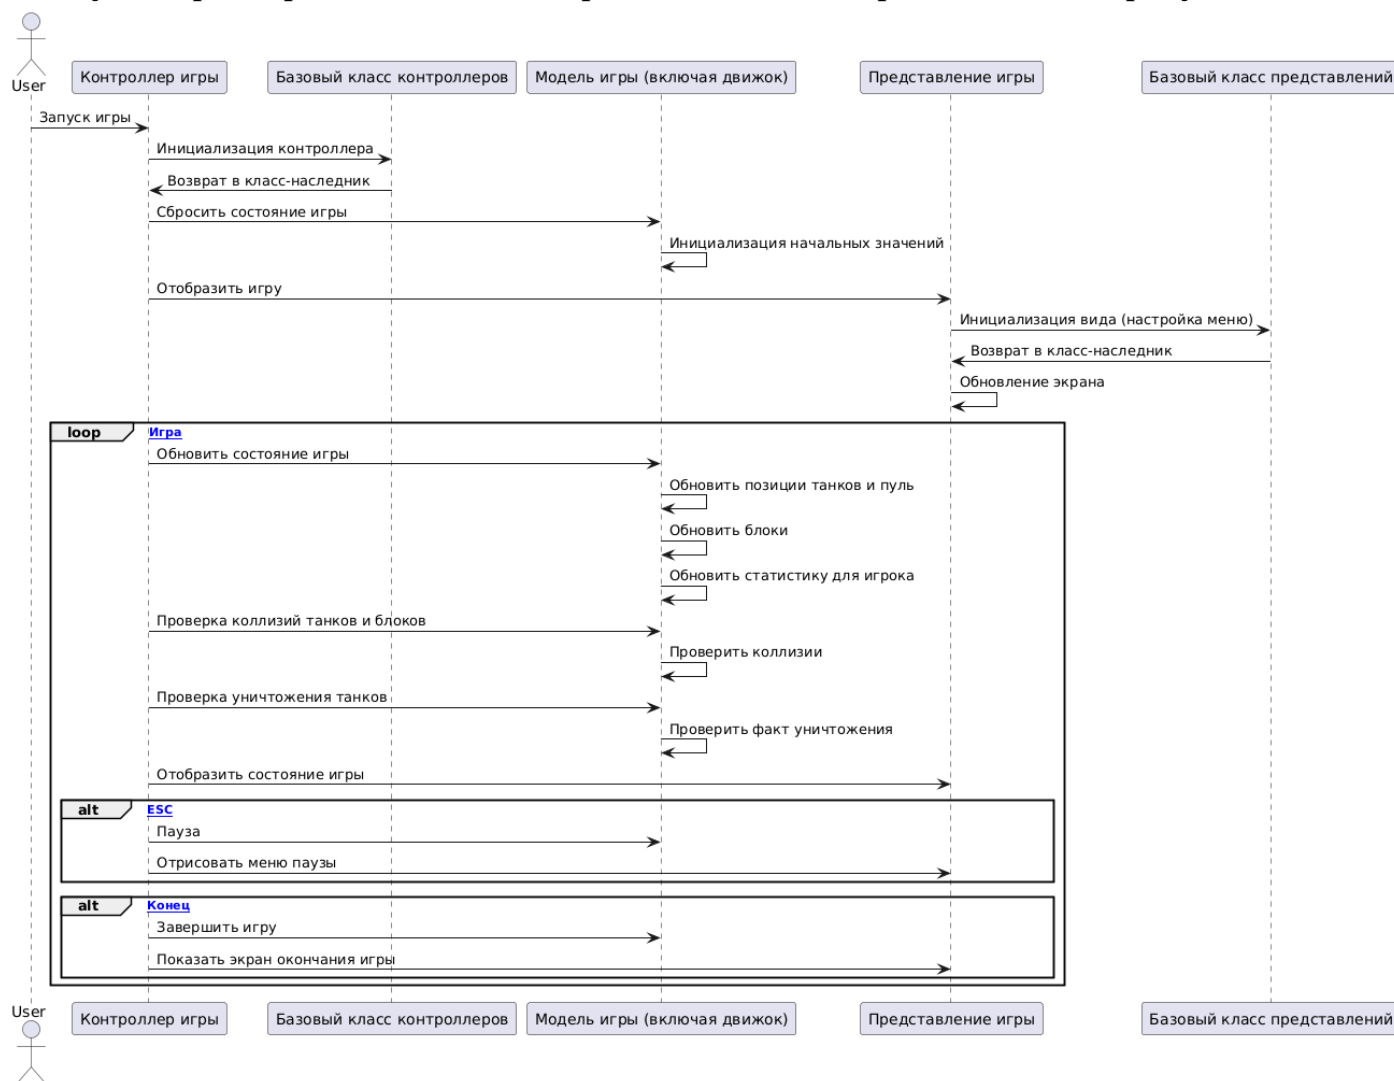 User
Контроллер игры
Базовый класс контроллеров
Модель игры (включая движок)
Представление игры
Базовый класс представлений
Запуск игры
Инициализация контроллера
Возврат в класс-наследник
Сбросить состояние игры
Инициализация начальных значений
Отобразить игру
Инициализация вида (настройка меню)
Возврат в класс-наследник
Обновление экрана
loop
Игра
Обновить состояние игры
Обновить позиции танков и пуль
Обновить блоки
Обновить статистику для игрока
Проверка коллизий танков и блоков
Проверить коллизии
Проверка уничтожения танков
Проверить факт уничтожения
Отобразить состояние игры
alt
ESC
Пауза
Отрисовать меню паузы
alt
Конец
Завершить игру
Показать экран окончания игры
User
Контроллер игры
Базовый класс контроллеров
Модель игры (включая движок)
Представление игры
Базовый класс представлений